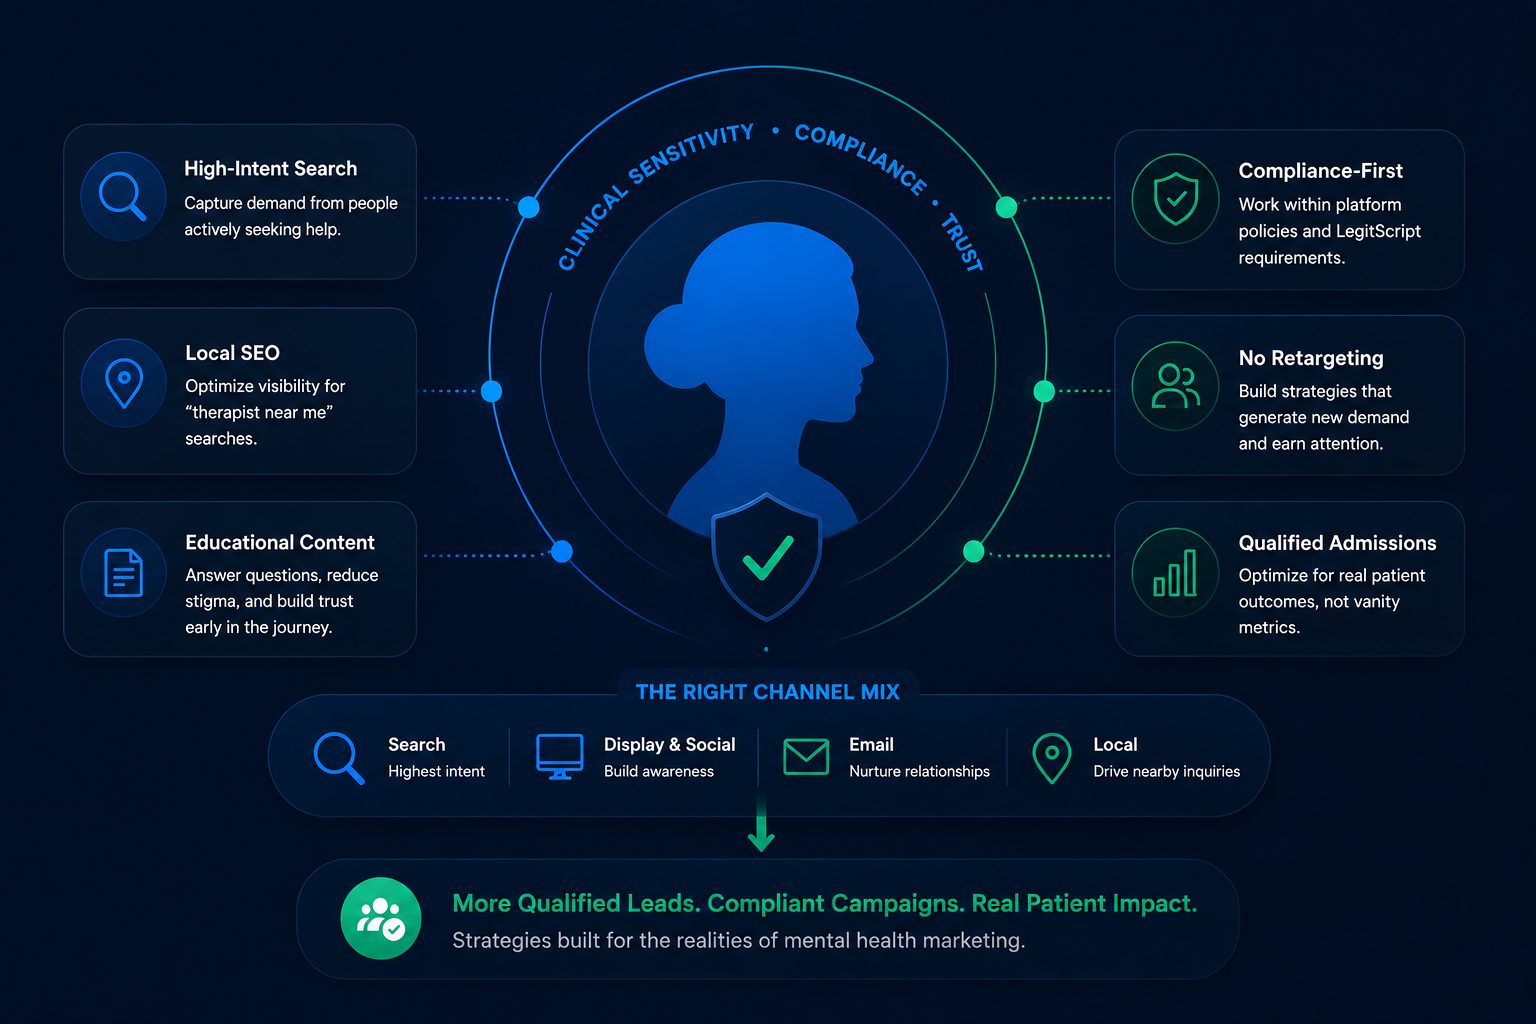 CLINICAL SENSITIVITY • COMPLIANCE • TRUST
High-Intent Search
Capture demand from people
actively seeking help.
Local SEO
Optimize visibility for
“therapist near me”
searches.
Educational Content
Answer questions, reduce
stigma, and build trust
early in the journey.
Compliance-First
Work within platform
policies and LegitScript
requirements.
No Retargeting
Build strategies that
generate new demand
and earn attention.
Qualified Admissions
Optimize for real patient
outcomes, not vanity
metrics.
THE RIGHT CHANNEL MIX
Search
Highest intent
Display & Social
Build awareness
Email
Nurture relationships
Local
Drive nearby inquiries
More Qualified Leads. Compliant Campaigns. Real Patient Impact.
Strategies built for the realities of mental health marketing.